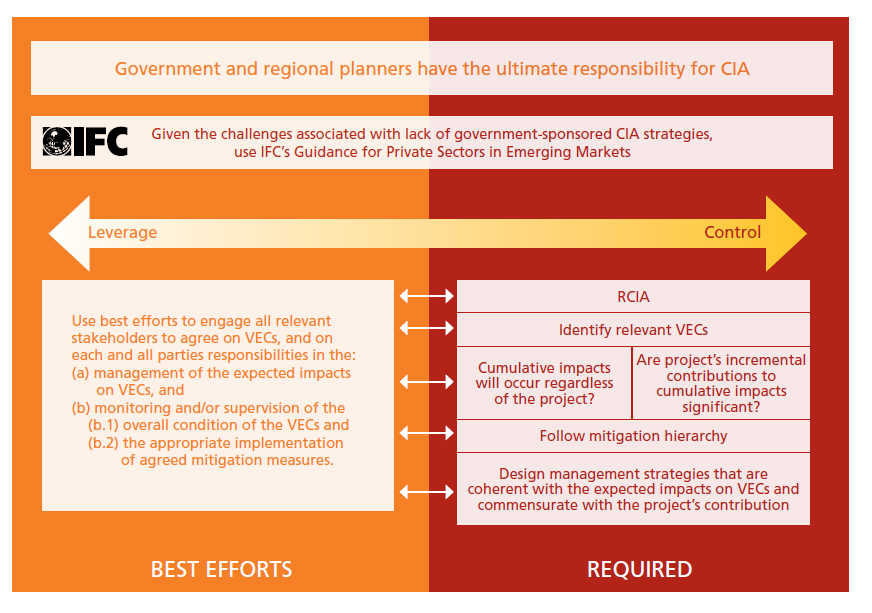 Government and regional planners have the ultimate responsibility for CIA
IFC
Given the challenges associated with lack of government-sponsored CIA strategies,
use IFC's Guidance for Private Sectors in Emerging Markets
Leverage
Control
Use best efforts to engage all relevant
stakeholders to agree on VECs, and on
each and all parties responsibilities in the:
(a) management of the expected impacts
on VECs, and
(b) monitoring and/or supervision of the
(b.1) overall condition of the VECs and
(b.2) the appropriate implementation
of agreed mitigation measures.
RCIA
Identify relevant VECs
Cumulative impacts
will occur regardless
of the project?
Are project's incremental
contributions to
cumulative impacts
significant?
Follow mitigation hierarchy
Design management strategies that are
coherent with the expected impacts on VECs and
commensurate with the project's contribution
BEST EFFORTS
REQUIRED